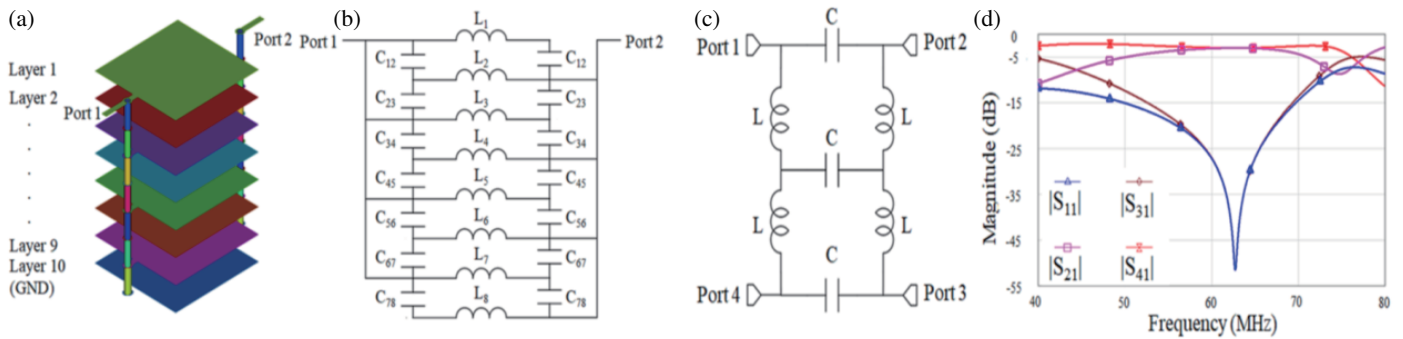 (a)
Layer 1
Layer 2
.
.
.
.
Layer 9
Layer 10
(GND)
Port 1
Port 2
(b)
Port 1
Port 2
L1
C12
C12
L2
C23
C23
L3
C34
C34
L4
C45
C45
L5
C56
C56
L6
C67
C67
L7
C78
C78
L8
(c)
C
Port 1
Port 2
L
L
C
L
L
C
Port 4
Port 3
(d)
Magnitude (dB)
0
-5
-15
-25
-35
-45
-55
|S11|
|S31|
|S21|
|S41|
40
50
60
70
80
Frequency (MHz)